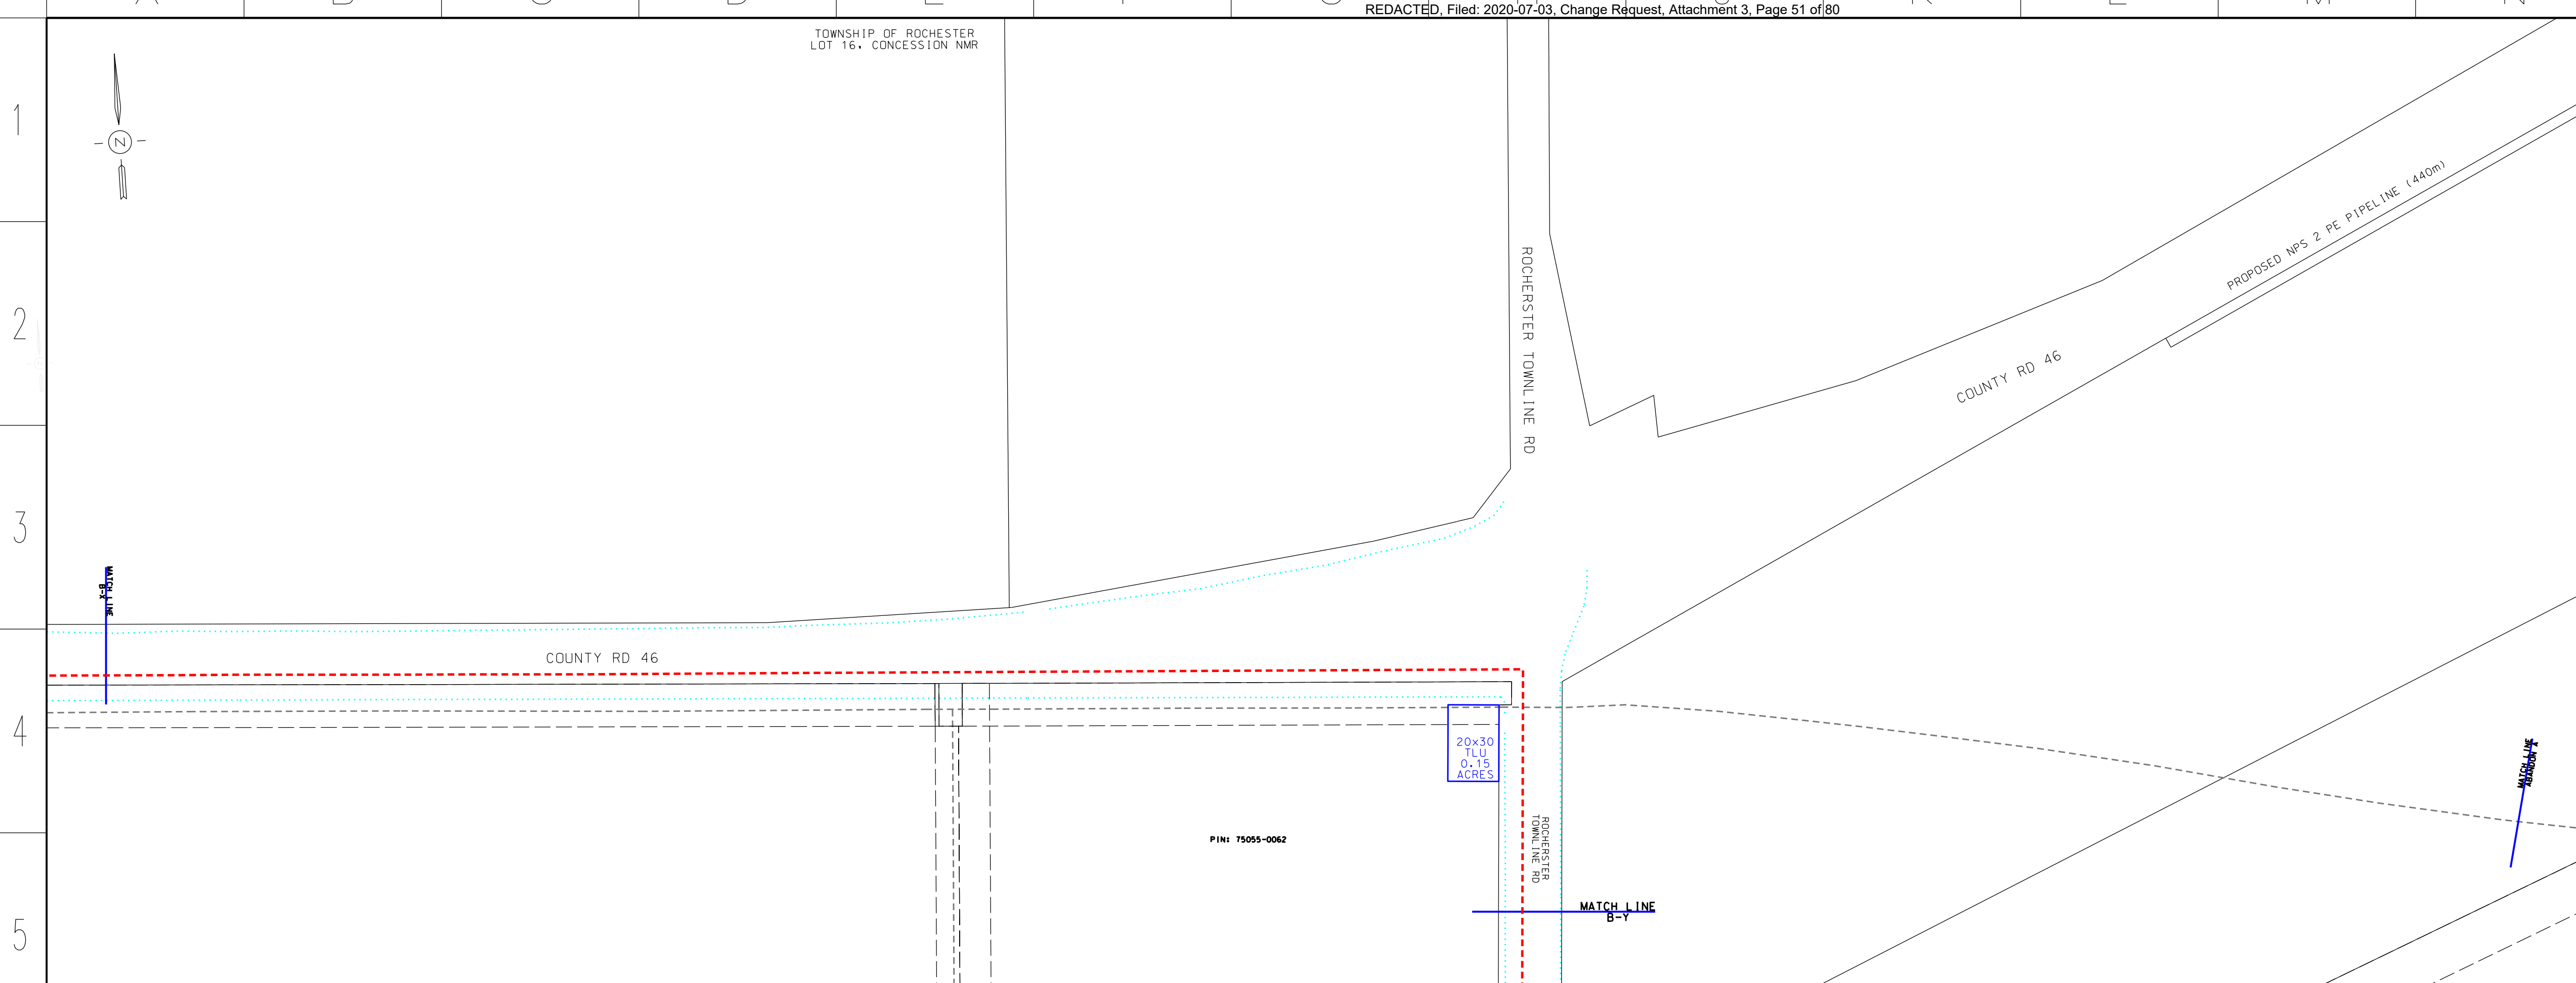 REDACTED, Filed: 2020-07-03, Change Request, Attachment 3, Page 51 of 80
TOWNSHIP OF ROCHESTER
LOT 16, CONCESSION NMR
1
N
PROPOSED NPS 2 PE PIPELINE (440m)
2
ROCHERSTER TOWNLINE RD
COUNTY RD 46
3
MATCH LINE
B-X
COUNTY RD 46
4
20x30
TLU
0.15
ACRES
MATCH LINE
ABANDON A
ROCHERSTER
TOWNLINE RD
PIN: 75055-0062
5
MATCH LINE
B-Y